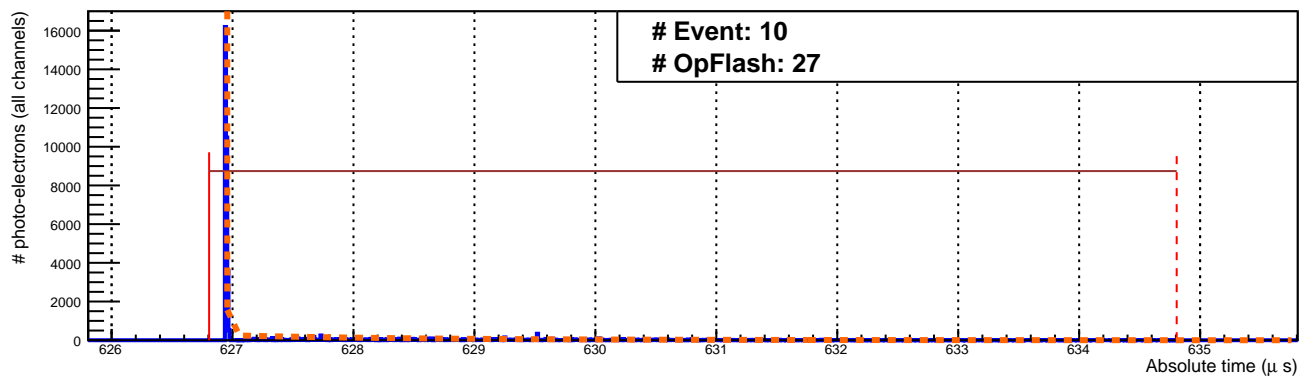 # Event: 10
# OpFlash: 27
# photo-electrons (all channels)
16000
14000
12000
10000
8000
6000
4000
2000
0
626 627 628 629 630 631 632 633 634 635
Absolute time (μ s)